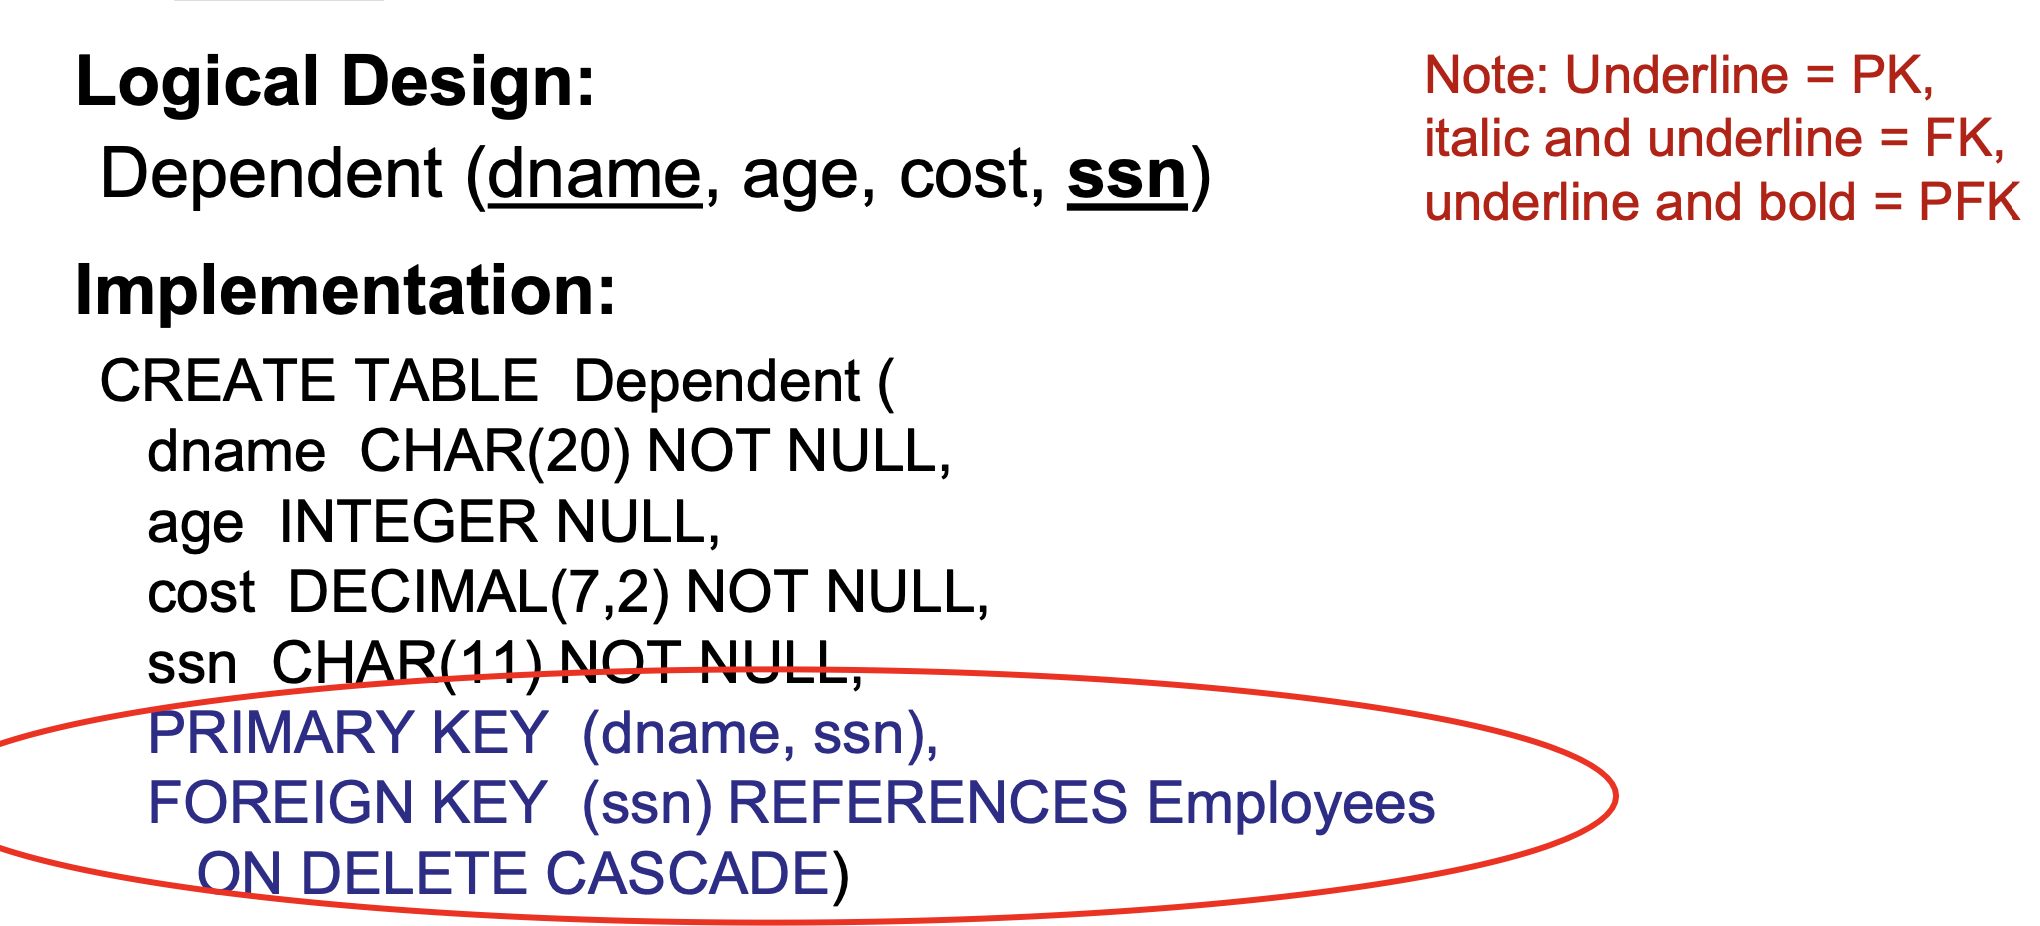 Logical Design:
Dependent (dname, age, cost, ssn)
Note: Underline = PK,
italic and underline = FK,
underline and bold = PFK
Implementation:
CREATE TABLE Dependent (
dname CHAR(20) NOT NULL,
age INTEGER NULL,
cost DECIMAL(7,2) NOT NULL,
ssn CHAR(11) NOT NULL,
PRIMARY KEY (dname, ssn),
FOREIGN KEY (ssn) REFERENCES Employees
ON DELETE CASCADE)